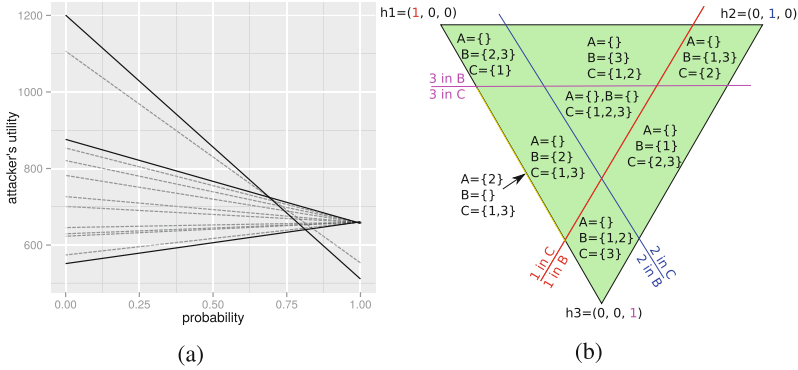 1200
1000
800
600
attacker's utility
0.00
0.25
0.50
0.75
1.00
probability
(a)
h1=(1, 0, 0)
h2=(0, 1, 0)
A={}
B={2,3}
C={1}
A={}
B={3}
C={1,2}
A={}
B={1,3}
C={2}
3 in B
3 in C
A={},B={}
C={1,2,3}
A={}
B={2}
C={1,3}
A={}
B={1}
C={2,3}
A={2}
B={}
C={1,3}
A={}
B={1,2}
C={3}
1 in C
1 in B
2 in C
2 in B
h3=(0, 0, 1)
(b)